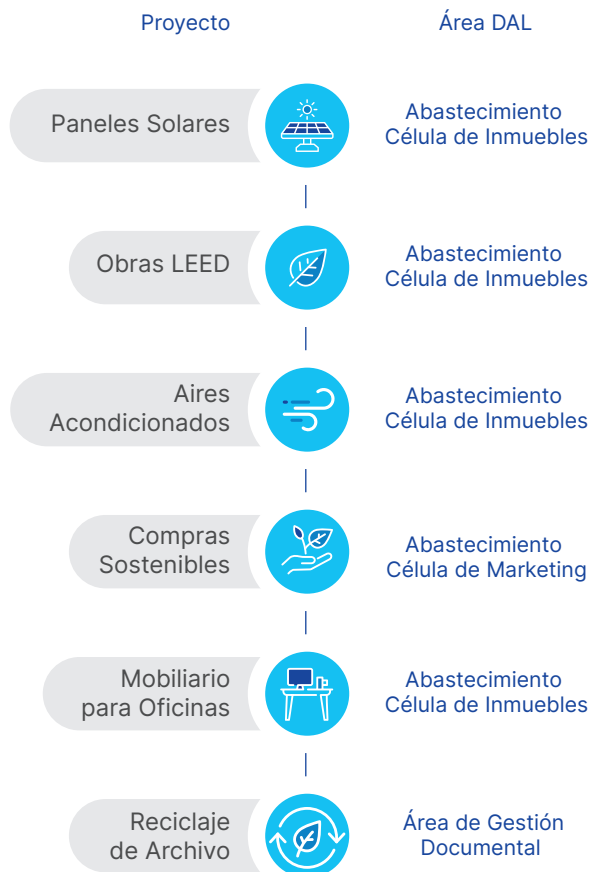 Proyecto
Área DAL
Paneles Solares
Abastecimiento
Célula de Inmuebles
Obras LEED
Abastecimiento
Célula de Inmuebles
Aires
Acondicionados
Abastecimiento
Célula de Inmuebles
Compras
Sostenibles
Abastecimiento
Célula de Marketing
Mobiliario
para Oficinas
Abastecimiento
Célula de Inmuebles
Reciclaje
de Archivo
Área de Gestión
Documental